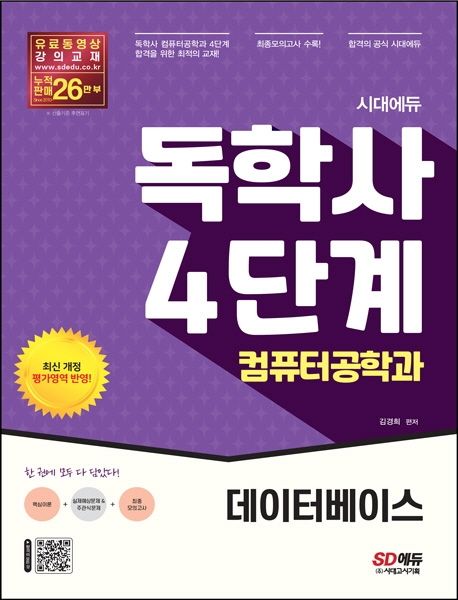 유료동영상
강의교재
www.sdedu.co.kr
누적
판매
26만부
Since 2010
※ 산출기준 후면표기
독학사 컴퓨터공학과 4단계
합격을 위한 최적의 교재!
최종모의고사 수록!
합격의 공식 시대에듀
시대에듀
독학사
4단계
컴퓨터공학과
최신 개정
평가영역 반영!
김경희 편저
한 권에 모두 다 담았다!
핵심이론
+
실제예상문제 &
주관식문제
+
최종
모의고사
데이터베이스
SD에듀
(주)시대고시기획